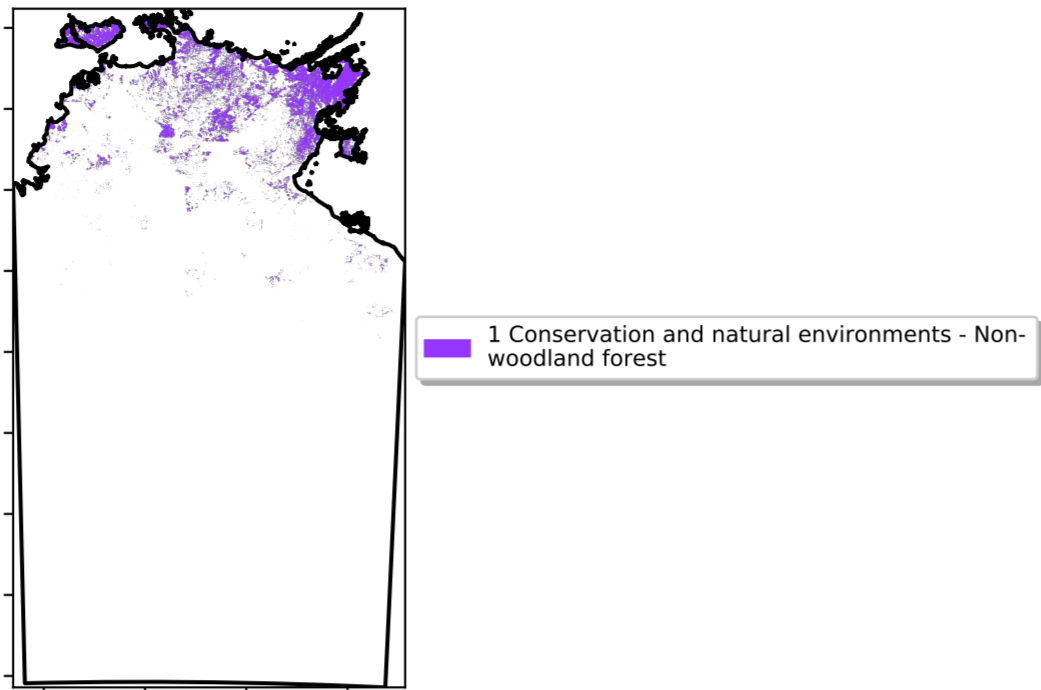 1 Conservation and natural environments - Non-
woodland forest